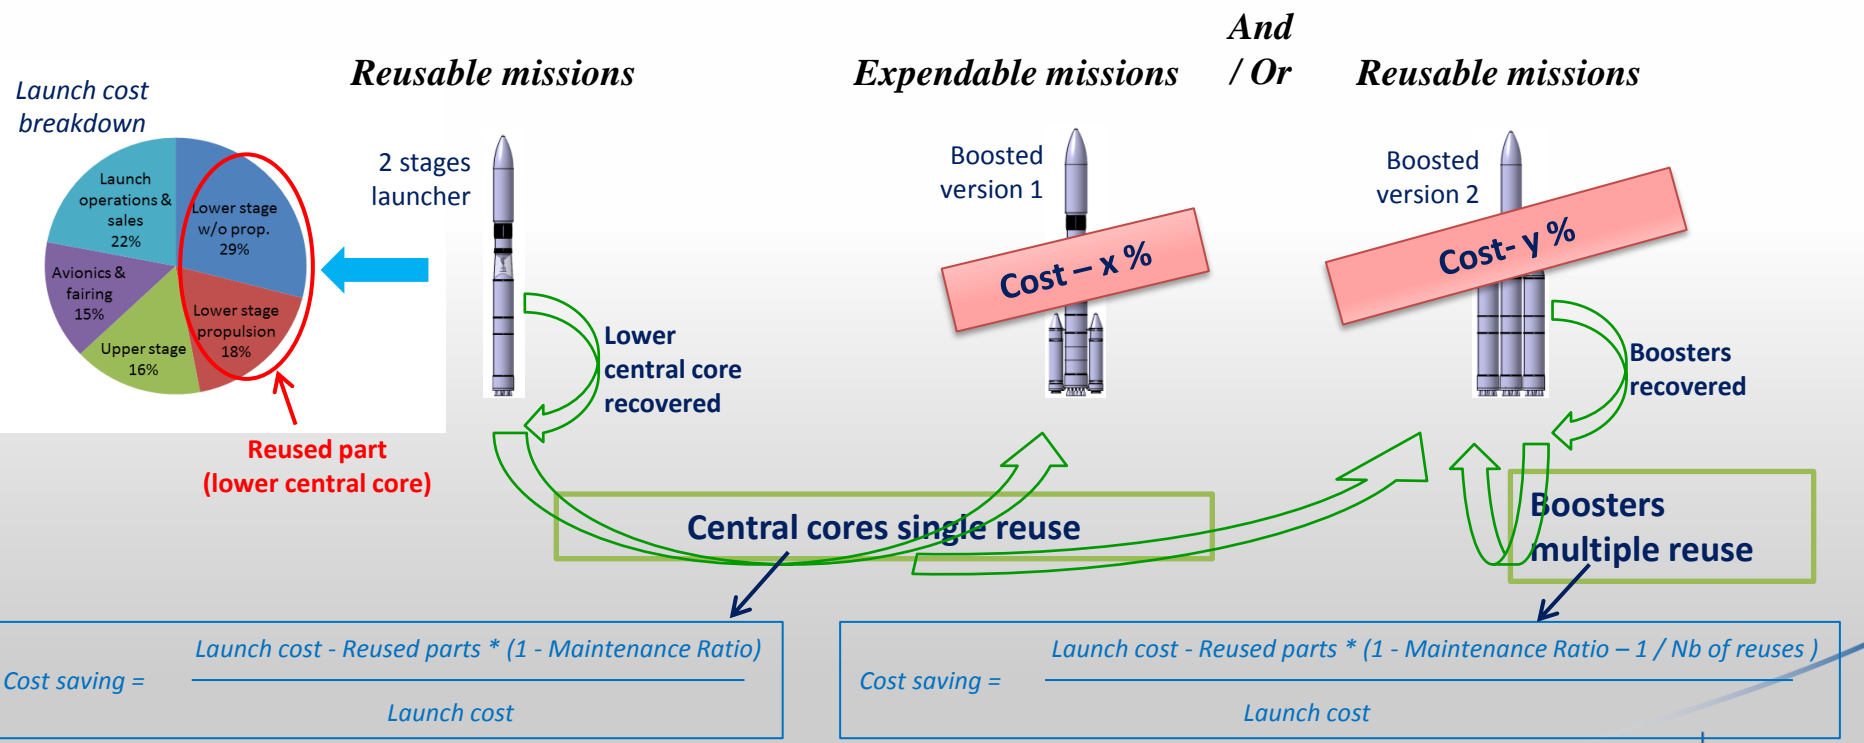 Reusable missions
Expendable missions
And
/ Or
Reusable missions
Launch cost
breakdown
Launch
operations &
sales
22%
Lower stage
w/o prop.
29%
Avionics &
fairing
15%
Lower stage
propulsion
18%
Upper stage
16%
Reused part
(lower central core)
2 stages
launcher
Lower
central core
recovered
Boosted
version 1
Cost – x %
Boosted
version 2
Cost- y %
Boosters
recovered
Central cores single reuse
Boosters
multiple reuse
Cost saving =
Launch cost - Reused parts * (1 - Maintenance Ratio)
Launch cost
Cost saving =
Launch cost - Reused parts * (1 - Maintenance Ratio – 1 / Nb of reuses )
Launch cost